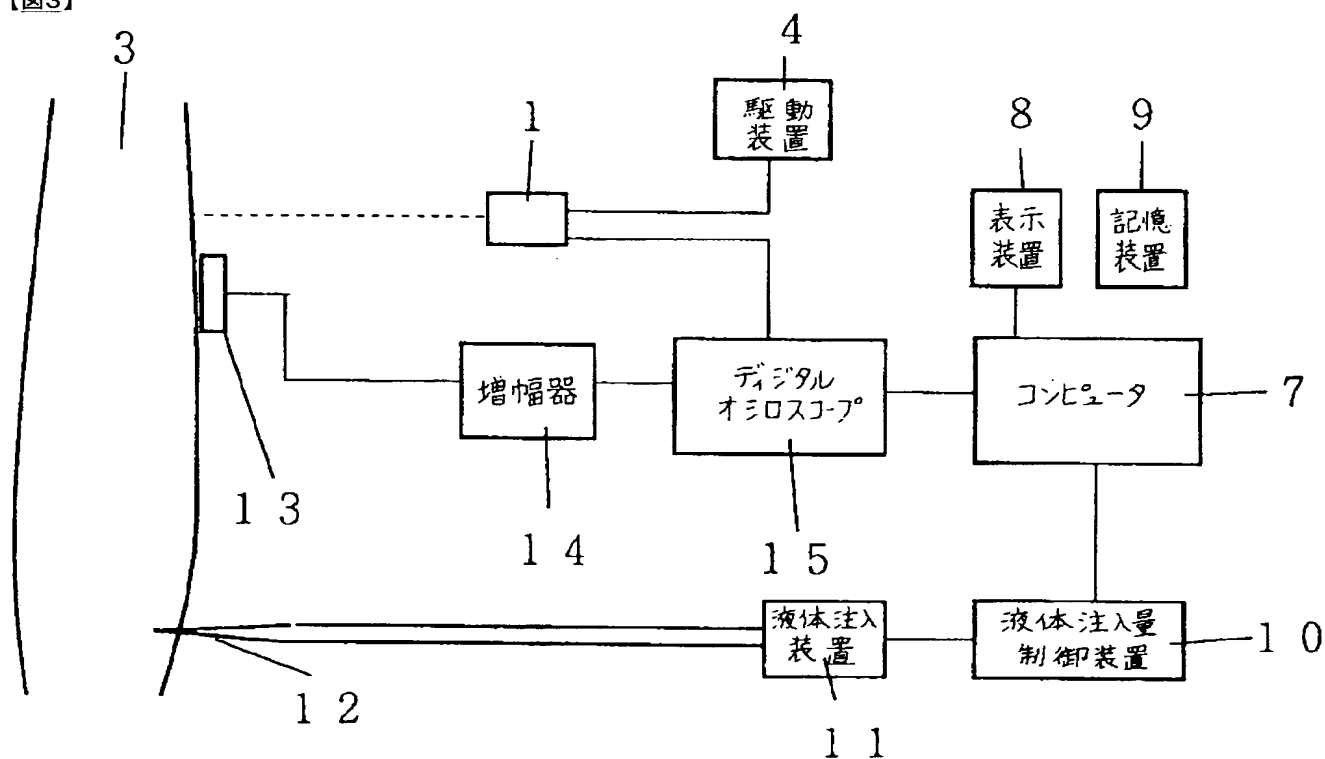 【図3】
3
4
駆動
装置
1
8
9
表示
装置
記憶
装置
増幅器
ディジタル
オシロスコープ
コンピュータ
7
13
14
15
液体注入
装置
液体注入量
制御装置
10
12
11